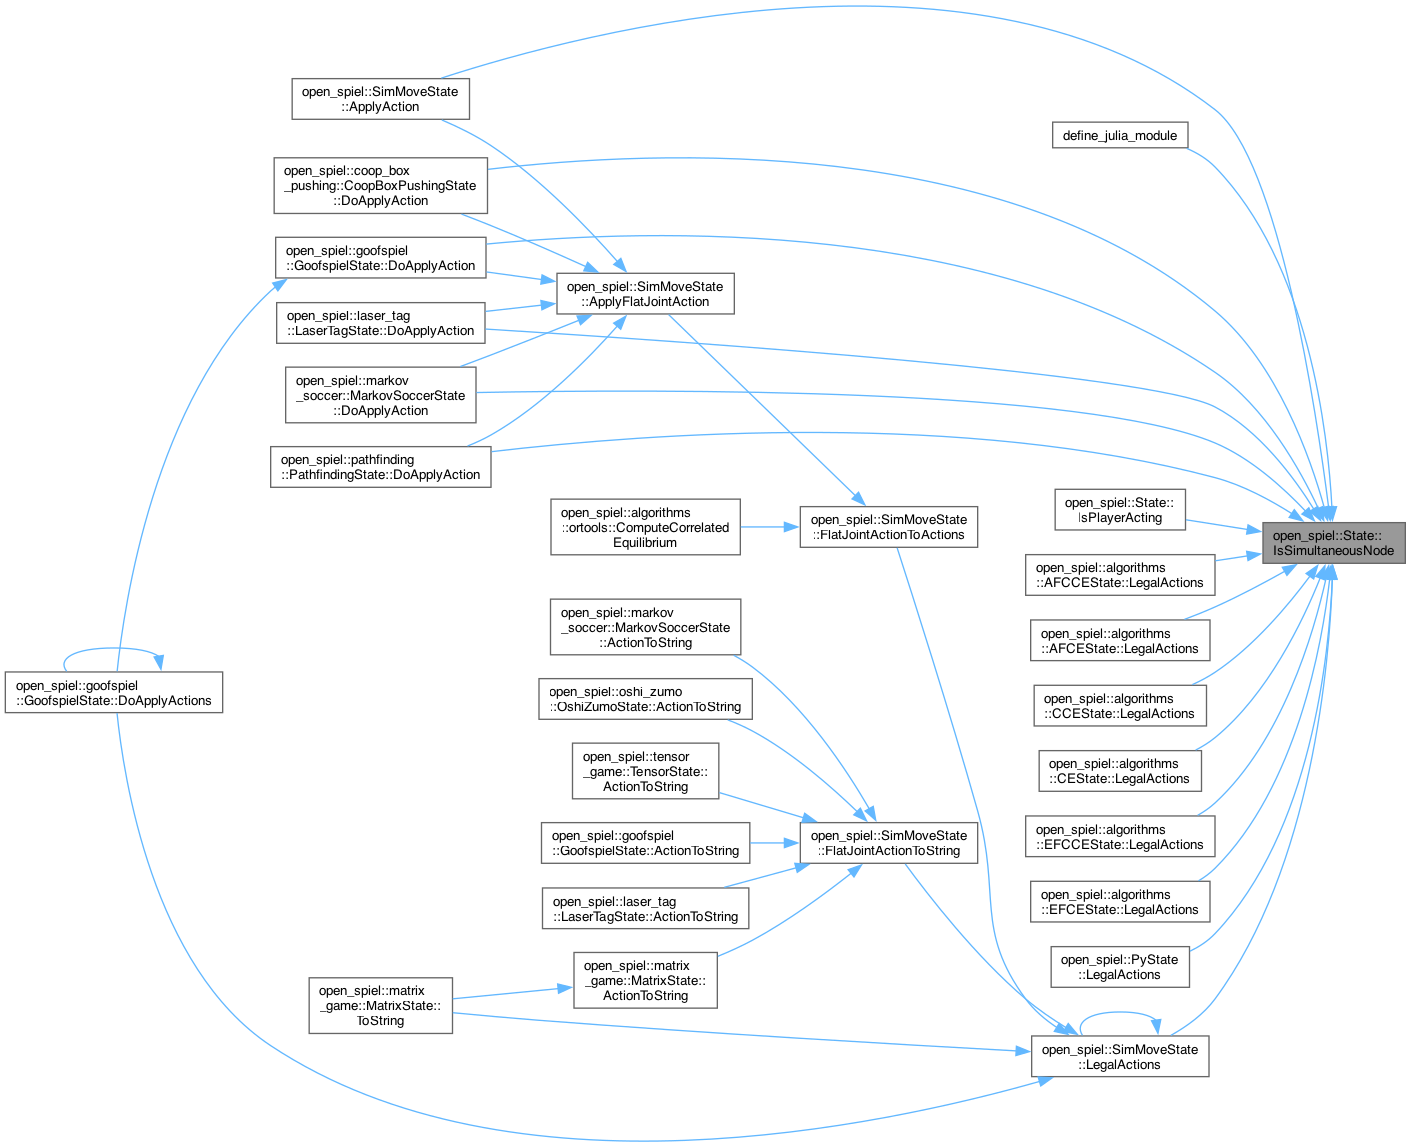 open_spiel::SimMoveState
::ApplyAction
define_julia_module
open_spiel::coop_box
_pushing::CoopBoxPushingState
::DoApplyAction
open_spiel::goofspiel
::GoofspielState::DoApplyAction
open_spiel::SimMoveState
::ApplyFlatJointAction
open_spiel::laser_tag
::LaserTagState::DoApplyAction
open_spiel::markov
_soccer::MarkovSoccerState
::DoApplyAction
open_spiel::pathfinding
::PathfindingState::DoApplyAction
open_spiel::State::
IsPlayerActing
open_spiel::algorithms
::ortools::ComputeCorrelated
Equilibrium
open_spiel::SimMoveState
::FlatJointActionToActions
open_spiel::State::
IsSimultaneousNode
open_spiel::algorithms
::AFCCEState::LegalActions
open_spiel::markov
_soccer::MarkovSoccerState
::ActionToString
open_spiel::algorithms
::AFCEState::LegalActions
open_spiel::goofspiel
::GoofspielState::DoApplyActions
open_spiel::oshi_zumo
::OshiZumoState::ActionToString
open_spiel::algorithms
::CCEState::LegalActions
open_spiel::tensor
_game::TensorState::
ActionToString
open_spiel::algorithms
::CEState::LegalActions
open_spiel::goofspiel
::GoofspielState::ActionToString
open_spiel::SimMoveState
::FlatJointActionToString
open_spiel::algorithms
::EFCCEState::LegalActions
open_spiel::laser_tag
::LaserTagState::ActionToString
open_spiel::algorithms
::EFCEState::LegalActions
open_spiel::matrix
_game::MatrixState::
ActionToString
open_spiel::PyState
::LegalActions
open_spiel::matrix
_game::MatrixState::
ToString
open_spiel::SimMoveState
::LegalActions